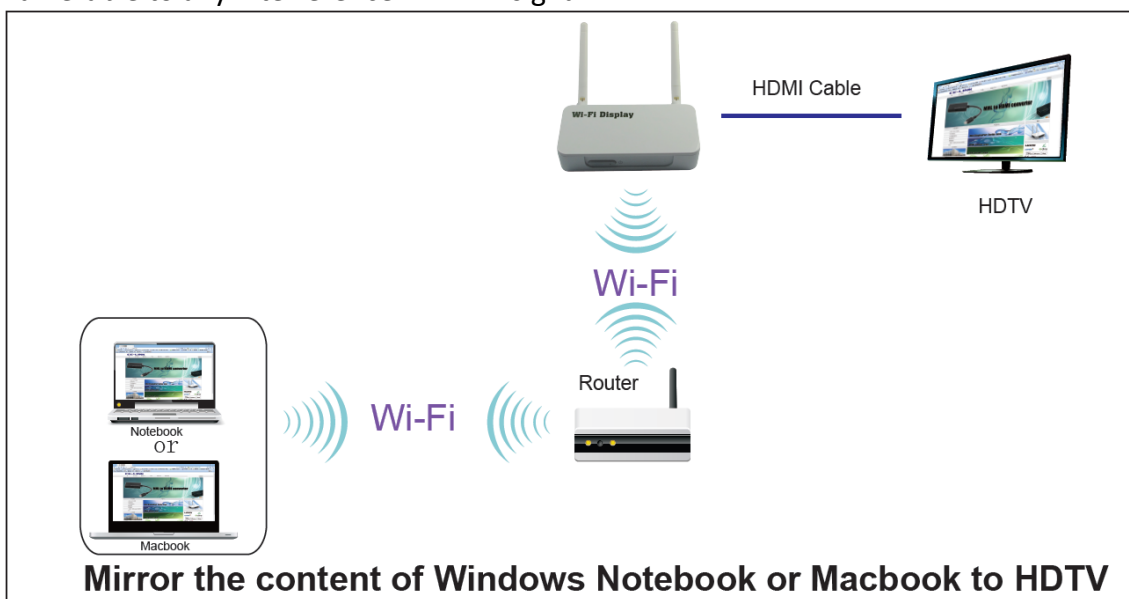 Wi-Fi Display
HDMI Cable
HDTV
Wi-Fi
Router
Wi-Fi
Notebook
or
Macbook
Mirror the content of Windows Notebook or Macbook to HDTV